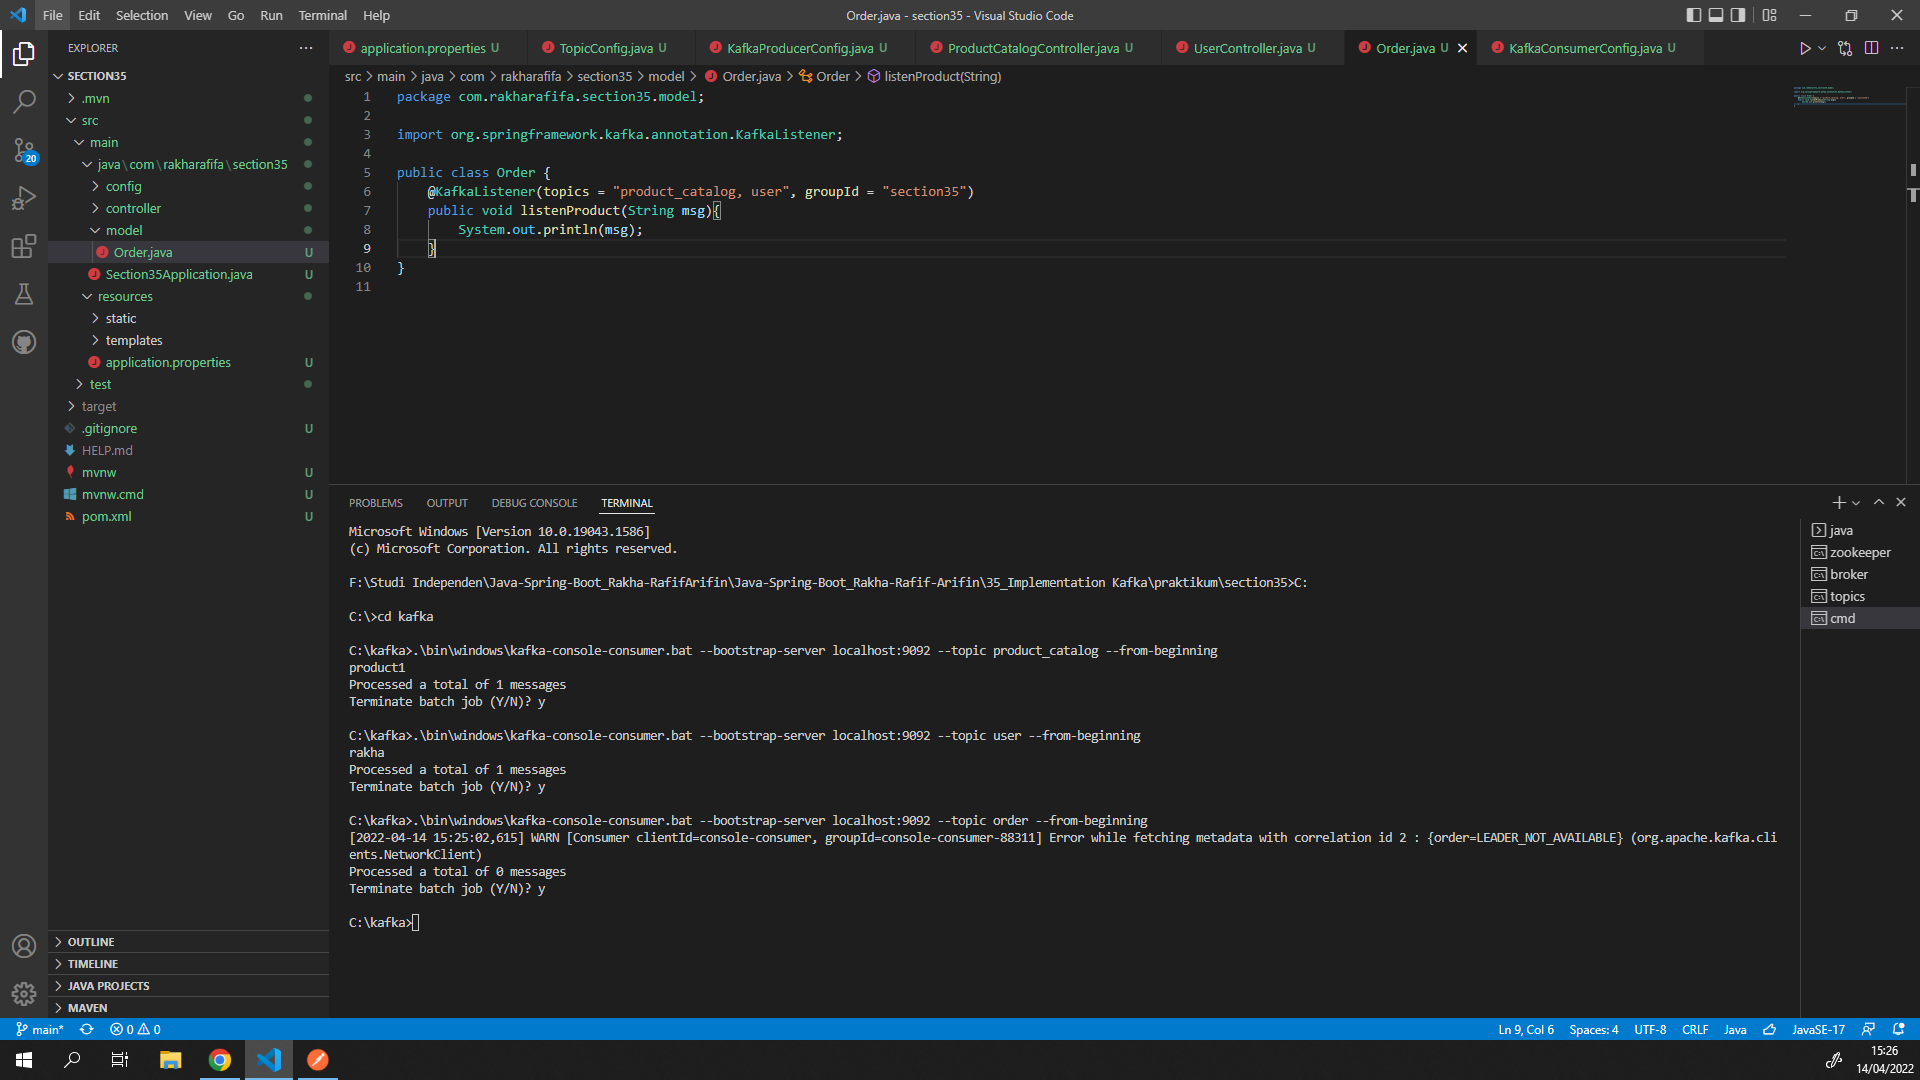 File Edit Selection View Go Run Terminal Help
Order.java - section35 - Visual Studio Code
EXPLORER
SECTION35
.mvn
src
main
java\com\rakharafifa\section35
config
controller
model
Order.java U
Section35Application.java U
resources
static
templates
application.properties U
test
target
.gitignore U
HELP.md
mvnw U
mvnw.cmd U
pom.xml U
OUTLINE
TIMELINE
JAVA PROJECTS
MAVEN
20
application.properties U TopicConfig.java U KafkaProducerConfig.java U ProductCatalogController.java U UserController.java U Order.java U KafkaConsumerConfig.java U
src > main > java > com > rakharafifa > section35 > model > Order.java > Order > listenProduct(String)
1 package com.rakharafifa.section35.model;
2
3 import org.springframework.kafka.annotation.KafkaListener;
4
5 public class Order {
6 @KafkaListener(topics = "product_catalog, user", groupId = "section35")
7 public void listenProduct(String msg){
8 System.out.println(msg);
9 }
10 }
11
PROBLEMS OUTPUT DEBUG CONSOLE TERMINAL
Microsoft Windows [Version 10.0.19043.1586]
(c) Microsoft Corporation. All rights reserved.
F:\Studi Independen\Java-Spring-Boot_Rakha-RafifArifin\Java-Spring-Boot_Rakha-Rafif-Arifin\35_Implementation Kafka\praktikum\section35>C:
C:\>cd kafka
C:\kafka>.\bin\windows\kafka-console-consumer.bat --bootstrap-server localhost:9092 --topic product_catalog --from-beginning
product1
Processed a total of 1 messages
Terminate batch job (Y/N)? y
C:\kafka>.\bin\windows\kafka-console-consumer.bat --bootstrap-server localhost:9092 --topic user --from-beginning
rakha
Processed a total of 1 messages
Terminate batch job (Y/N)? y
C:\kafka>.\bin\windows\kafka-console-consumer.bat --bootstrap-server localhost:9092 --topic order --from-beginning
[2022-04-14 15:25:02,615] WARN [Consumer clientId=console-consumer, groupId=console-consumer-88311] Error while fetching metadata with correlation id 2 : {order=LEADER_NOT_AVAILABLE} (org.apache.kafka.cli
ents.NetworkClient)
Processed a total of 0 messages
Terminate batch job (Y/N)? y
C:\kafka>
java
zookeeper
broker
topics
cmd
main* 0 0
Ln 9, Col 6 Spaces: 4 UTF-8 CRLF Java JavaSE-17
15:26
14/04/2022